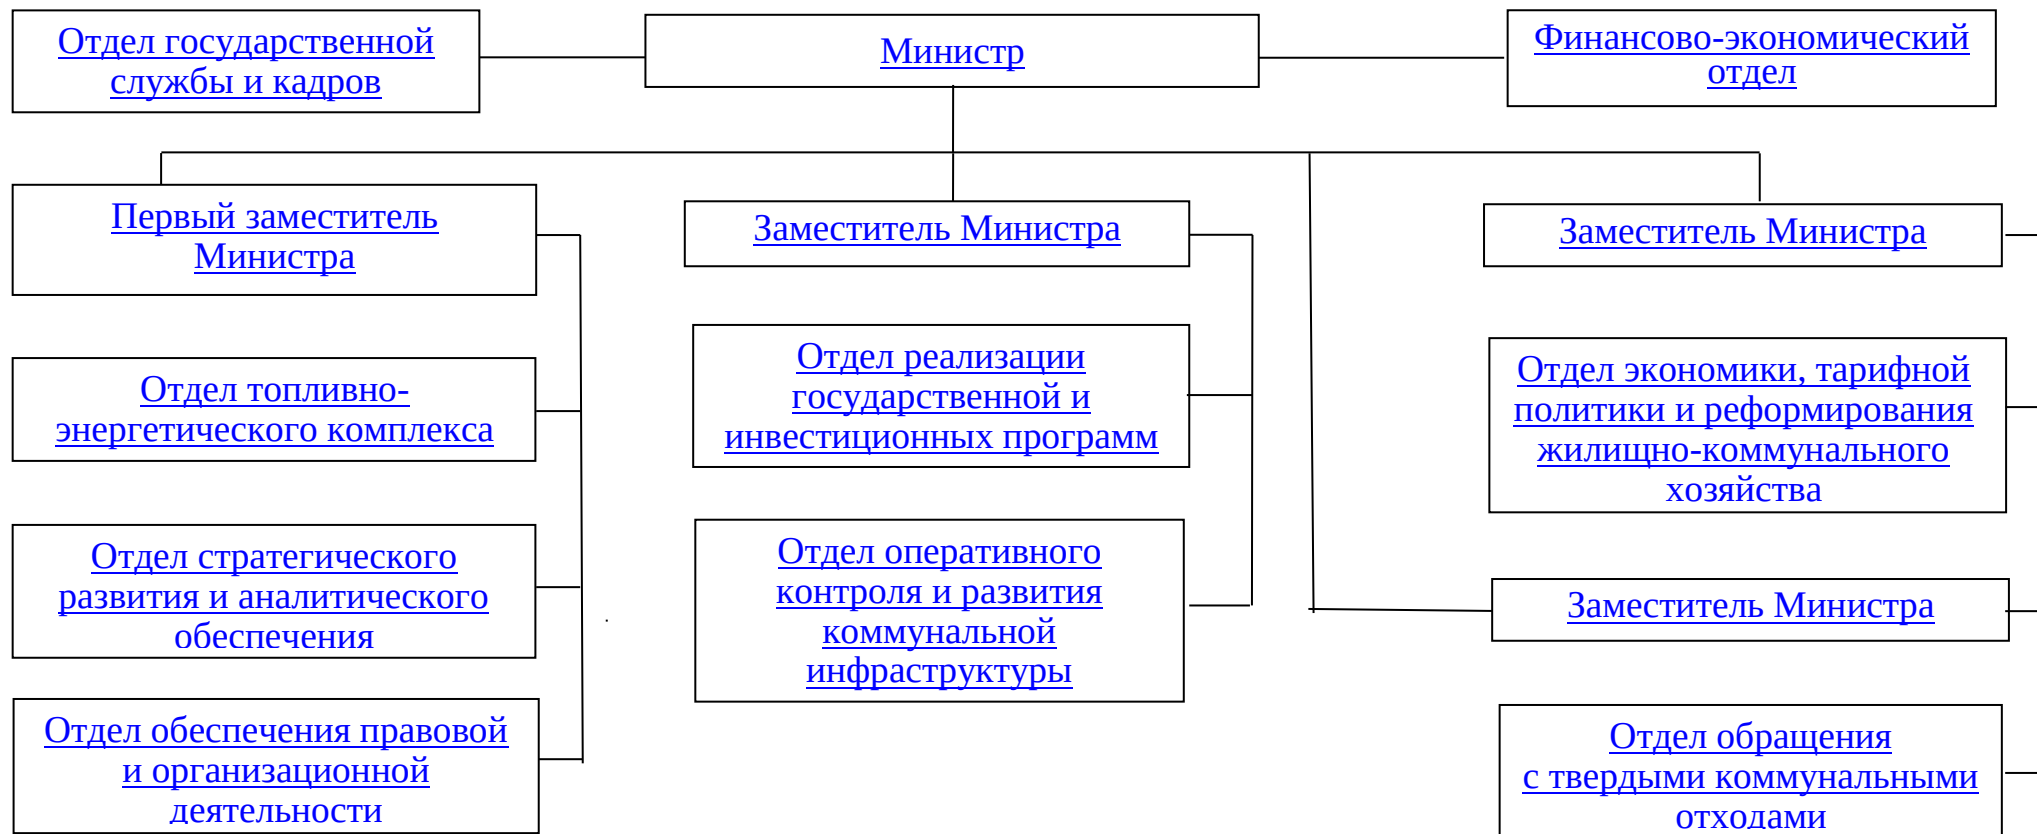 Отдел государственной
службы и кадров
Министр
Финансово-экономический
отдел
Первый заместитель
Министра
Заместитель Министра
Заместитель Министра
Отдел топливно-
энергетического комплекса
Отдел реализации
государственной и
инвестиционных программ
Отдел экономики, тарифной
политики и реформирования
жилищно-коммунального
хозяйства
Отдел стратегического
развития и аналитического
обеспечения
Отдел оперативного
контроля и развития
коммунальной
инфраструктуры
Заместитель Министра
Отдел обеспечения правовой
и организационной
деятельности
Отдел обращения
с твердыми коммунальными
отходами